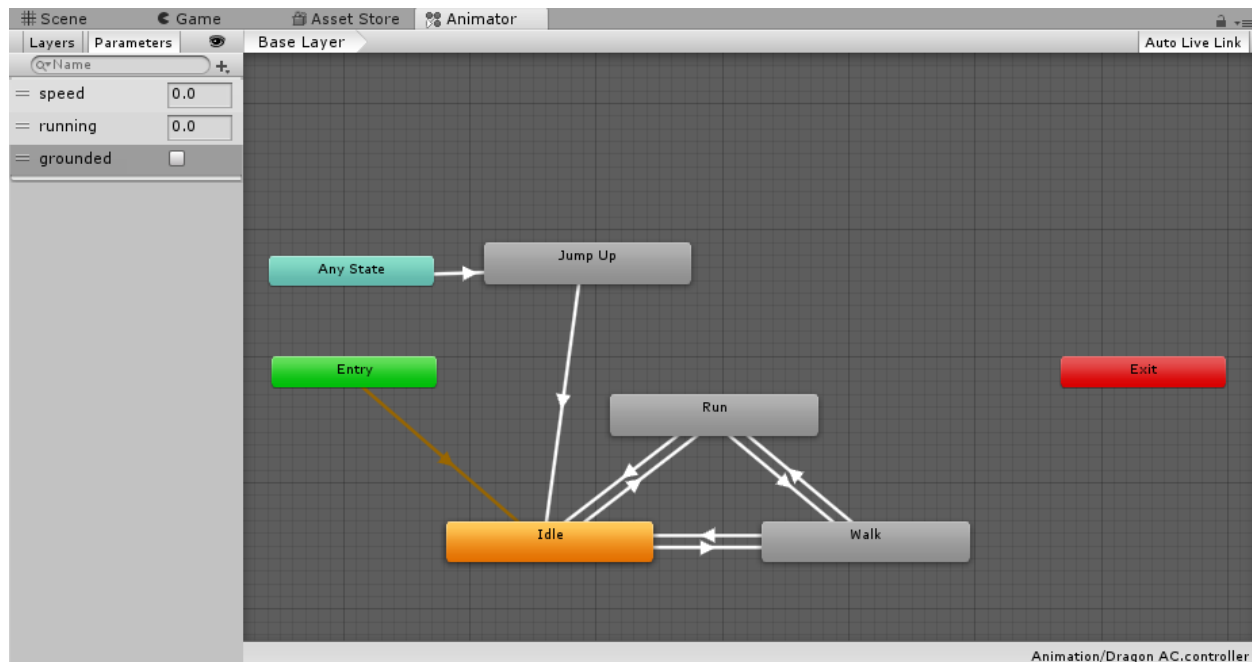 Scene Game Asset Store Animator
Layers Parameters Base Layer Auto Live Link
Name
speed 0.0
running 0.0
grounded
Jump Up
Any State
Entry
Exit
Run
Idle
Walk
Animation/Dragon AC.controller